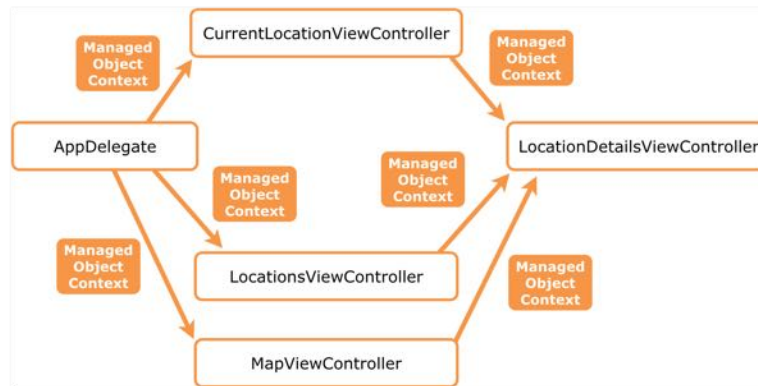 CurrentLocationViewController
Managed
Object
Context
Managed
Object
Context
AppDelegate
LocationDetailsViewController
Managed
Object
Context
Managed
Object
Context
Managed
Object
Context
LocationsViewController
Managed
Object
Context
MapViewController